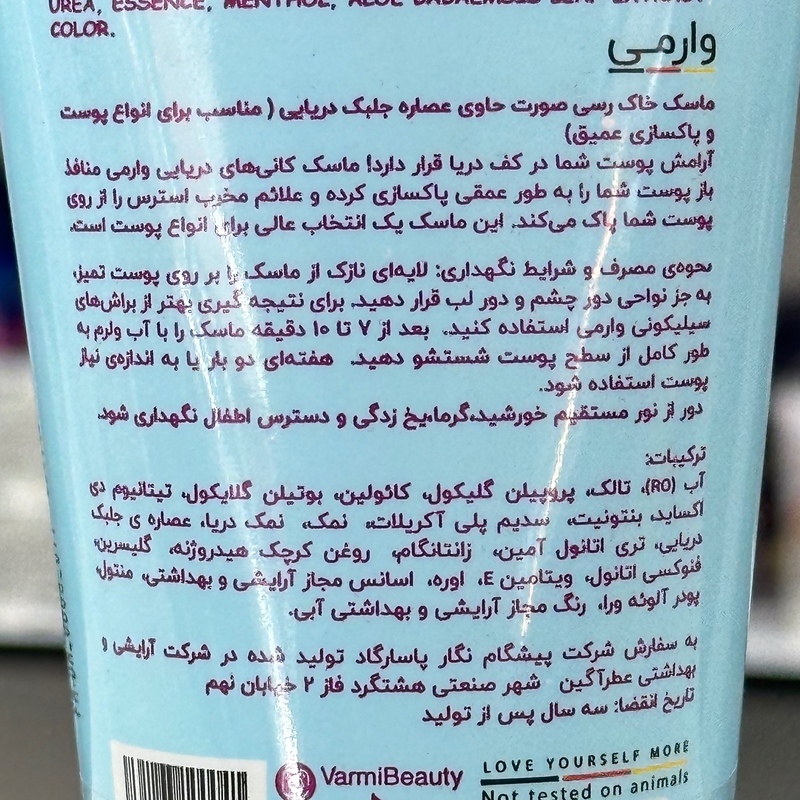 UREA, ESSENCE, MENTHOL, ALOE BABAEMOLS LEAF EXTRACT
COLOR.
وارمی
ماسک خاک رسی صورت حاوی عصاره جلبک دریایی ( مناسب برای انواع پوست
و پاکسازی عمیق)
آرامش پوست شما در کف دریا قرار دارد! ماسک کانی‌های دریایی وارمی منافذ
باز پوست شما را به طور عمقی پاکسازی کرده و علائم مخرب استرس را از روی
پوست شما پاک می‌کند. این ماسک یک انتخاب عالی برای انواع پوست است.
نحوه‌ی مصرف و شرایط نگهداری: لایه‌ای نازک از ماسک را بر روی پوست تمیز،
به جز نواحی دور چشم و دور لب قرار دهید. برای نتیجه گیری بهتر از براش‌های
سیلیکونی وارمی استفاده کنید. بعد از ۷ تا ۱۰ دقیقه ماسک را با آب ولرم به
طور کامل از سطح پوست شستشو دهید. هفته‌ای دو بار یا به اندازه‌ی نیاز
پوست استفاده شود.
دور از نور مستقیم خورشید،گرما،یخ زدگی و دسترس اطفال نگهداری شود.
ترکیبات:
آب (RO)، تالک، پروپیلن گلیکول، کائولین، بوتیلن گلایکول، تیتانیوم دی
اکساید، بنتونیت، سدیم پلی آکریلات، نمک، نمک دریا، عصاره ی جلبک
دریایی، تری اتانول آمین، زانتانگام، روغن کرچک هیدروژنه، گلیسرین،
فنوکسی اتانول، ویتامین E، اوره، اسانس مجاز آرایشی و بهداشتی، منتول،
پودر آلوئه ورا، رنگ مجاز آرایشی و بهداشتی آبی.
به سفارش شرکت پیشگام نگار پاسارگاد تولید شده در شرکت آرایشی و
بهداشتی عطرآگین شهر صنعتی هشتگرد فاز ۲ خیابان نهم
تاریخ انقضا: سه سال پس از تولید
VarmiBeauty
LOVE YOURSELF MORE
Not tested on animals